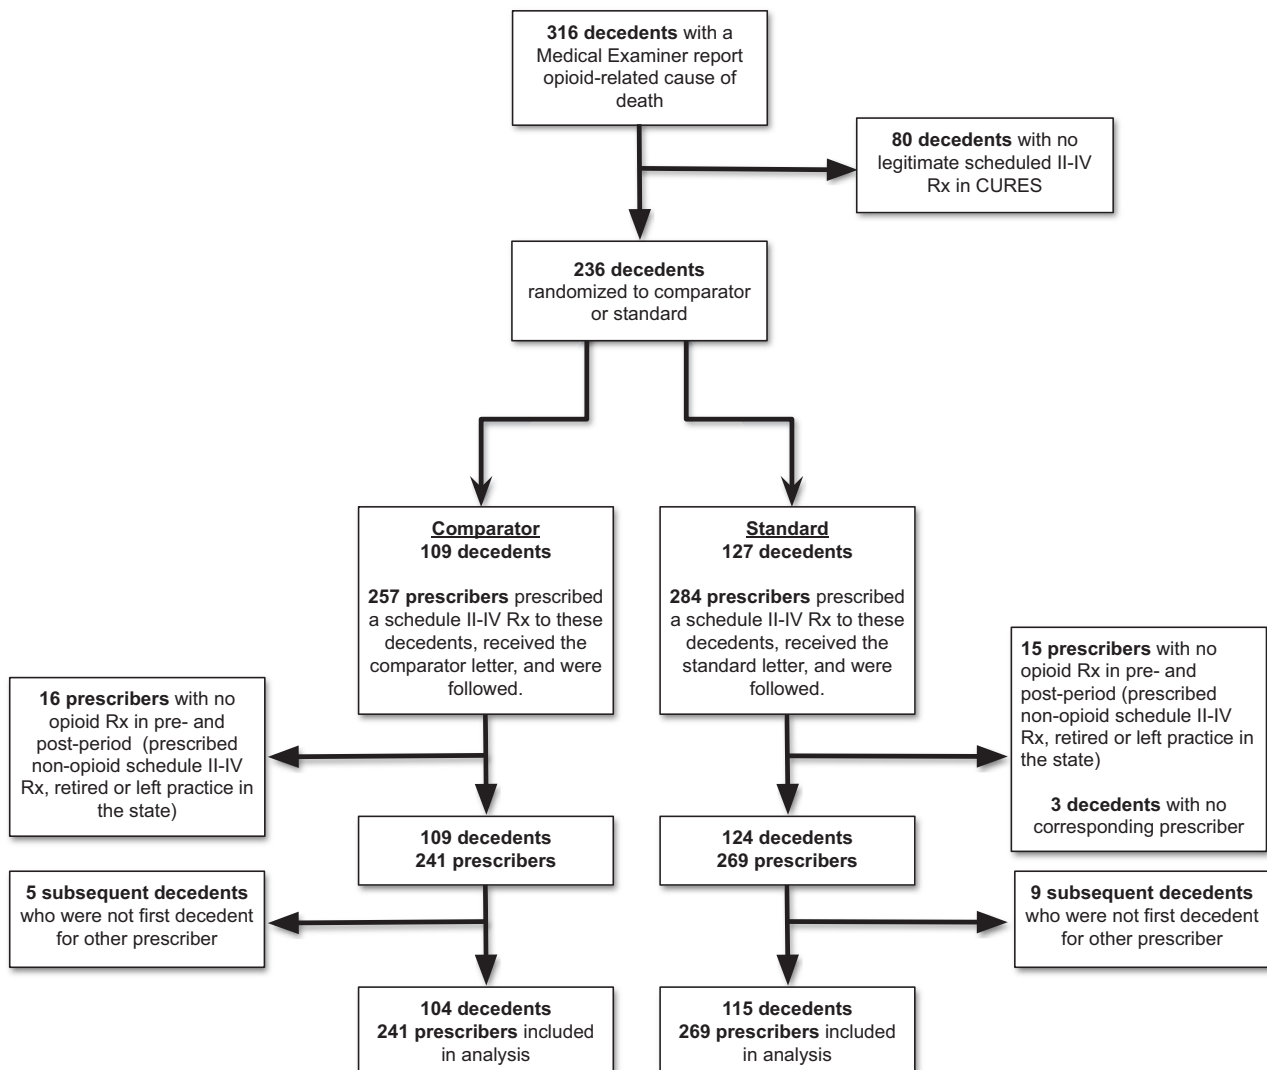 316 decedents with a
Medical Examiner report
opioid-related cause of
death
80 decedents with no
legitimate scheduled II-IV
Rx in CURES
236 decedents
randomized to comparator
or standard
Comparator
109 decedents
257 prescribers prescribed
a schedule II-IV Rx to these
decedents, received the
comparator letter, and were
followed.
Standard
127 decedents
284 prescribers prescribed
a schedule II-IV Rx to these
decedents, received the
standard letter, and were
followed.
16 prescribers with no
opioid Rx in pre- and
post-period (prescribed
non-opioid schedule II-IV
Rx, retired or left practice in
the state)
15 prescribers with no
opioid Rx in pre- and
post-period (prescribed
non-opioid schedule II-IV
Rx, retired or left practice in
the state)
3 decedents with no
corresponding prescriber
109 decedents
241 prescribers
124 decedents
269 prescribers
5 subsequent decedents
who were not first decedent
for other prescriber
9 subsequent decedents
who were not first decedent
for other prescriber
104 decedents
241 prescribers included
in analysis
115 decedents
269 prescribers included
in analysis